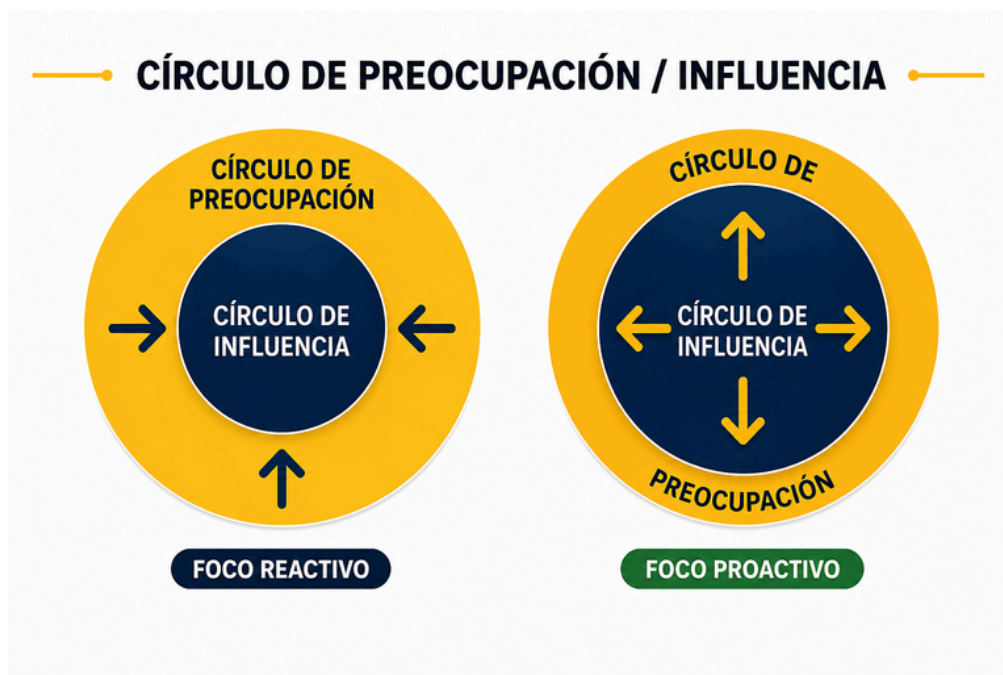 CÍRCULO DE PREOCUPACIÓN / INFLUENCIA
CÍRCULO DE
PREOCUPACIÓN
CÍRCULO DE
INFLUENCIA
FOCO REACTIVO
CÍRCULO DE
CÍRCULO DE
INFLUENCIA
PREOCUPACIÓN
FOCO PROACTIVO